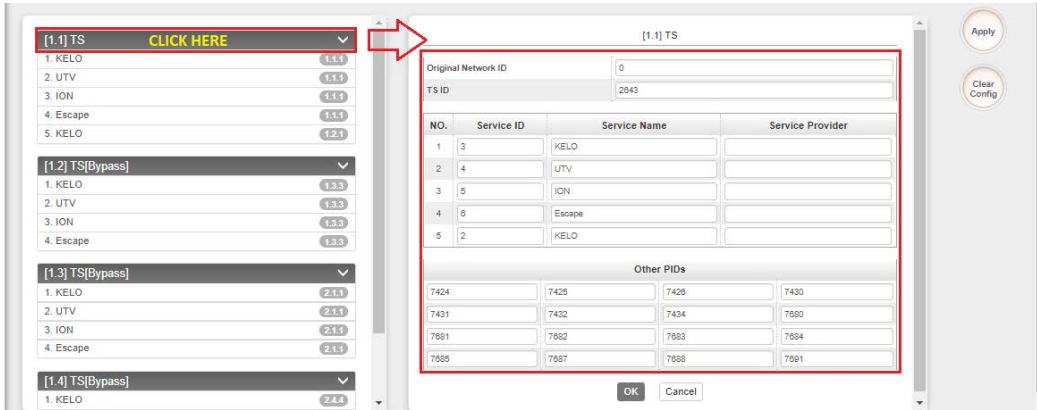 [1.1] TS CLICK HERE
1. KELO 1.1.1
2. UTV 1.1.1
3. ION 1.1.1
4. Escape 1.1.1
5. KELO 1.2.1
[1.2] TS[Bypass]
1. KELO 1.3.3
2. UTV 1.3.3
3. ION 1.3.3
4. Escape 1.3.3
[1.3] TS[Bypass]
1. KELO 2.1.1
2. UTV 2.1.1
3. ION 2.1.1
4. Escape 2.1.1
[1.4] TS[Bypass]
1. KELO 2.4.4
[1.1] TS
Original Network ID 0
TS ID 2643
NO. Service ID Service Name Service Provider
1 3 KELO
2 4 UTV
3 5 ION
4 6 Escape
5 2 KELO
Other PIDs
7424 7425 7426 7430
7431 7432 7434 7680
7681 7682 7683 7684
7685 7687 7688 7691
OK Cancel
Apply
Clear
Config